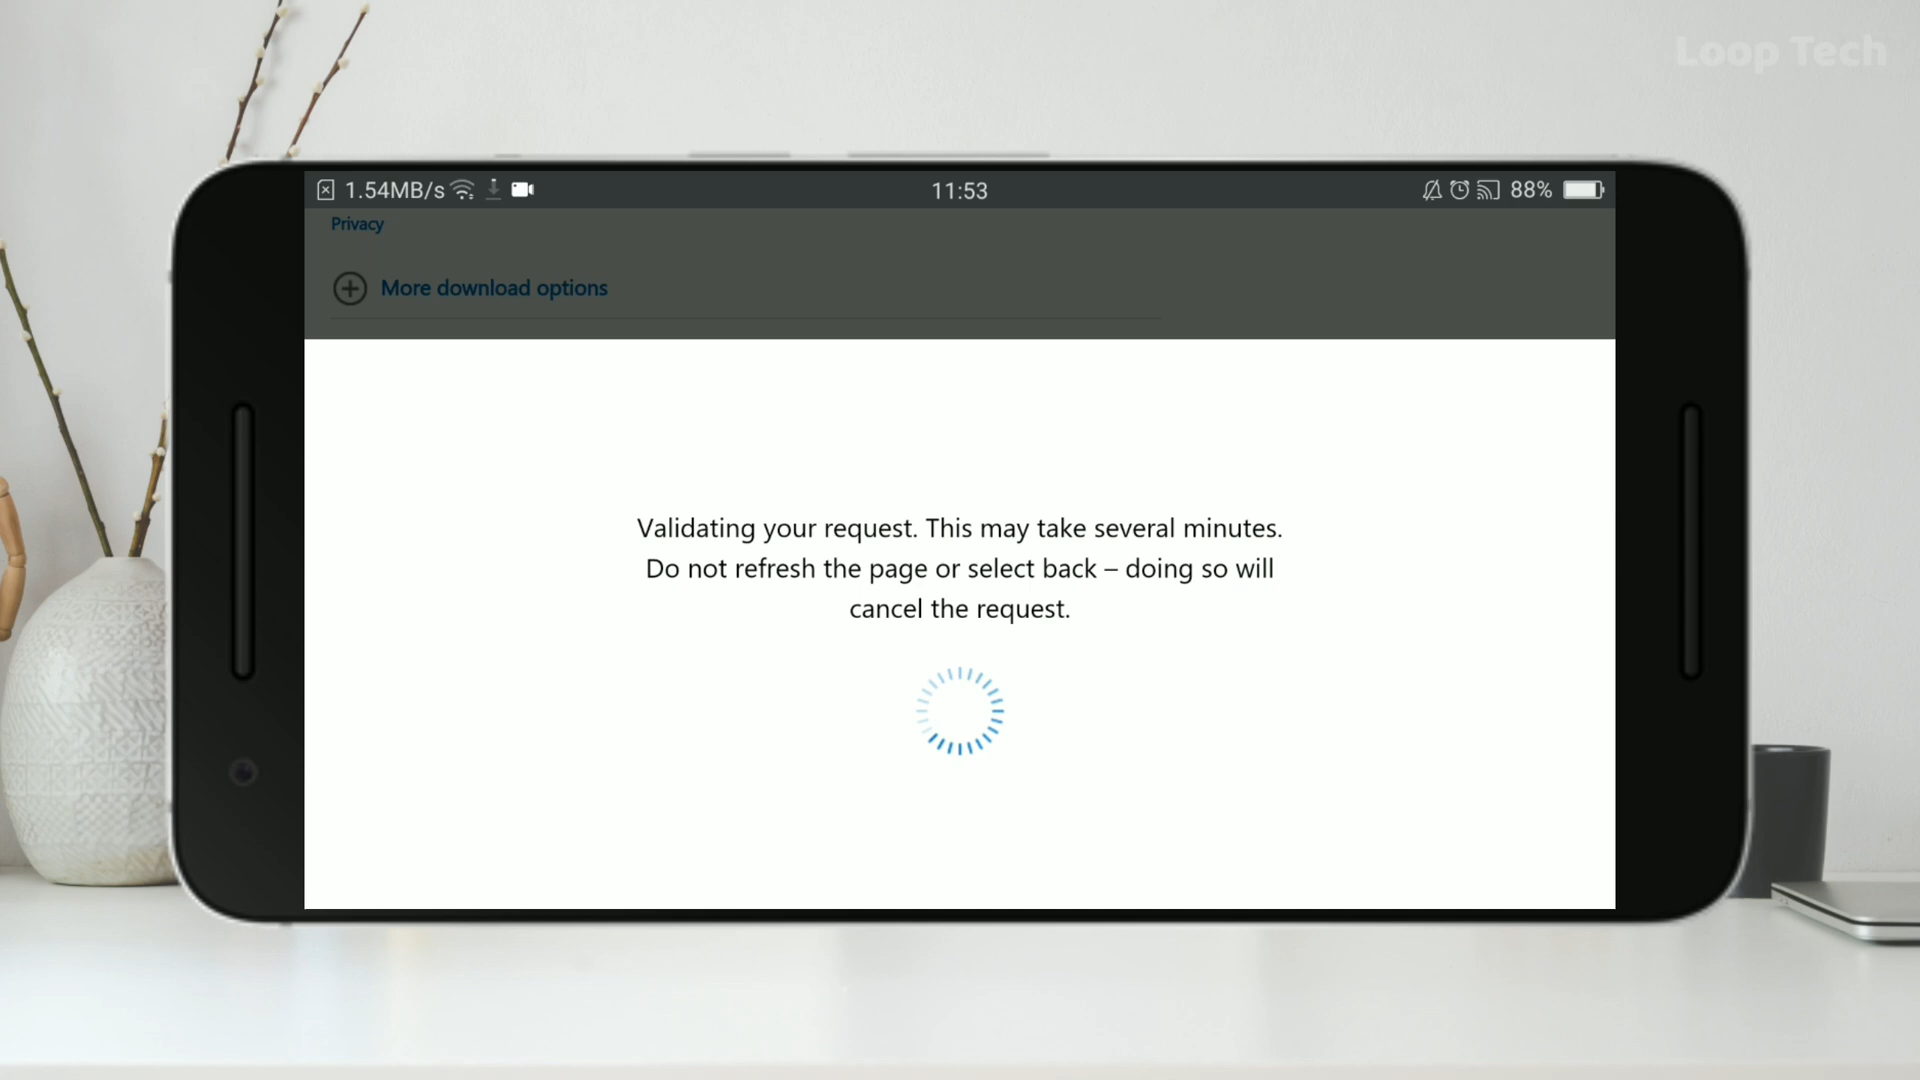 Loop Tech
1.54MB/s 11:53 88%
Privacy
More download options
Validating your request. This may take several minutes.
Do not refresh the page or select back – doing so will
cancel the request.